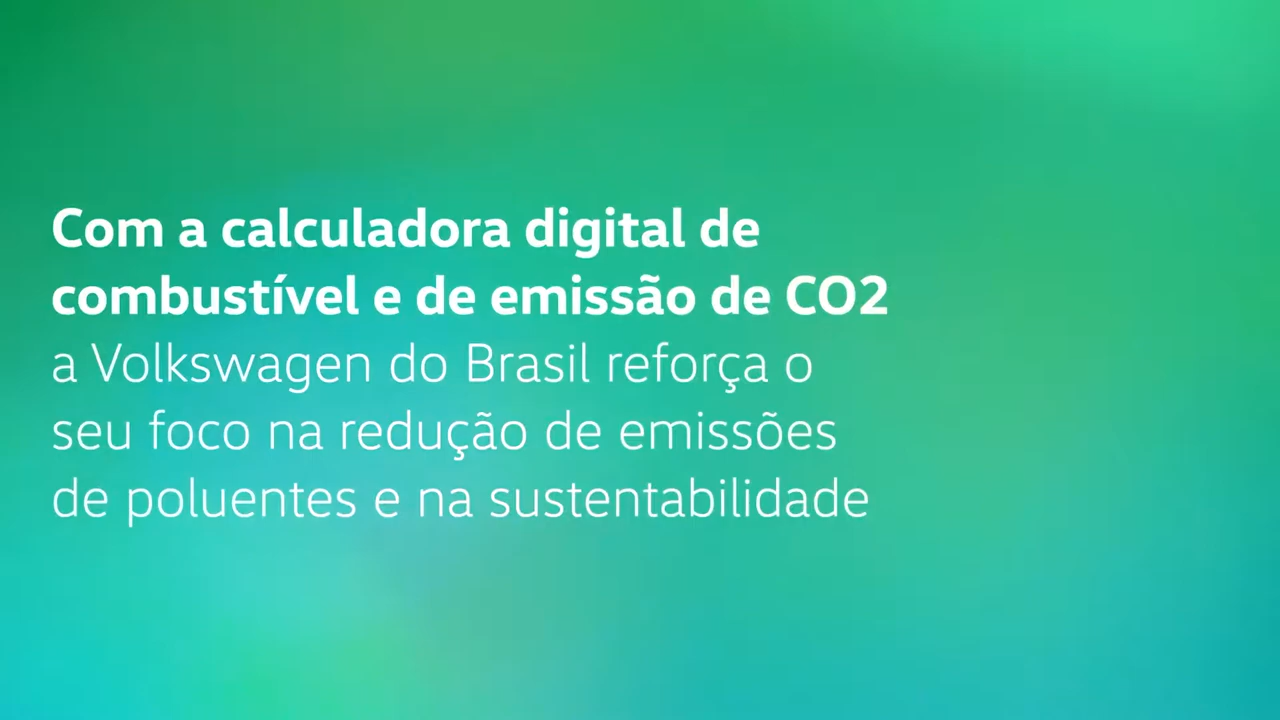 Com a calculadora digital de
combustível e de emissão de CO2
a Volkswagen do Brasil reforça o
seu foco na redução de emissões
de poluentes e na sustentabilidade